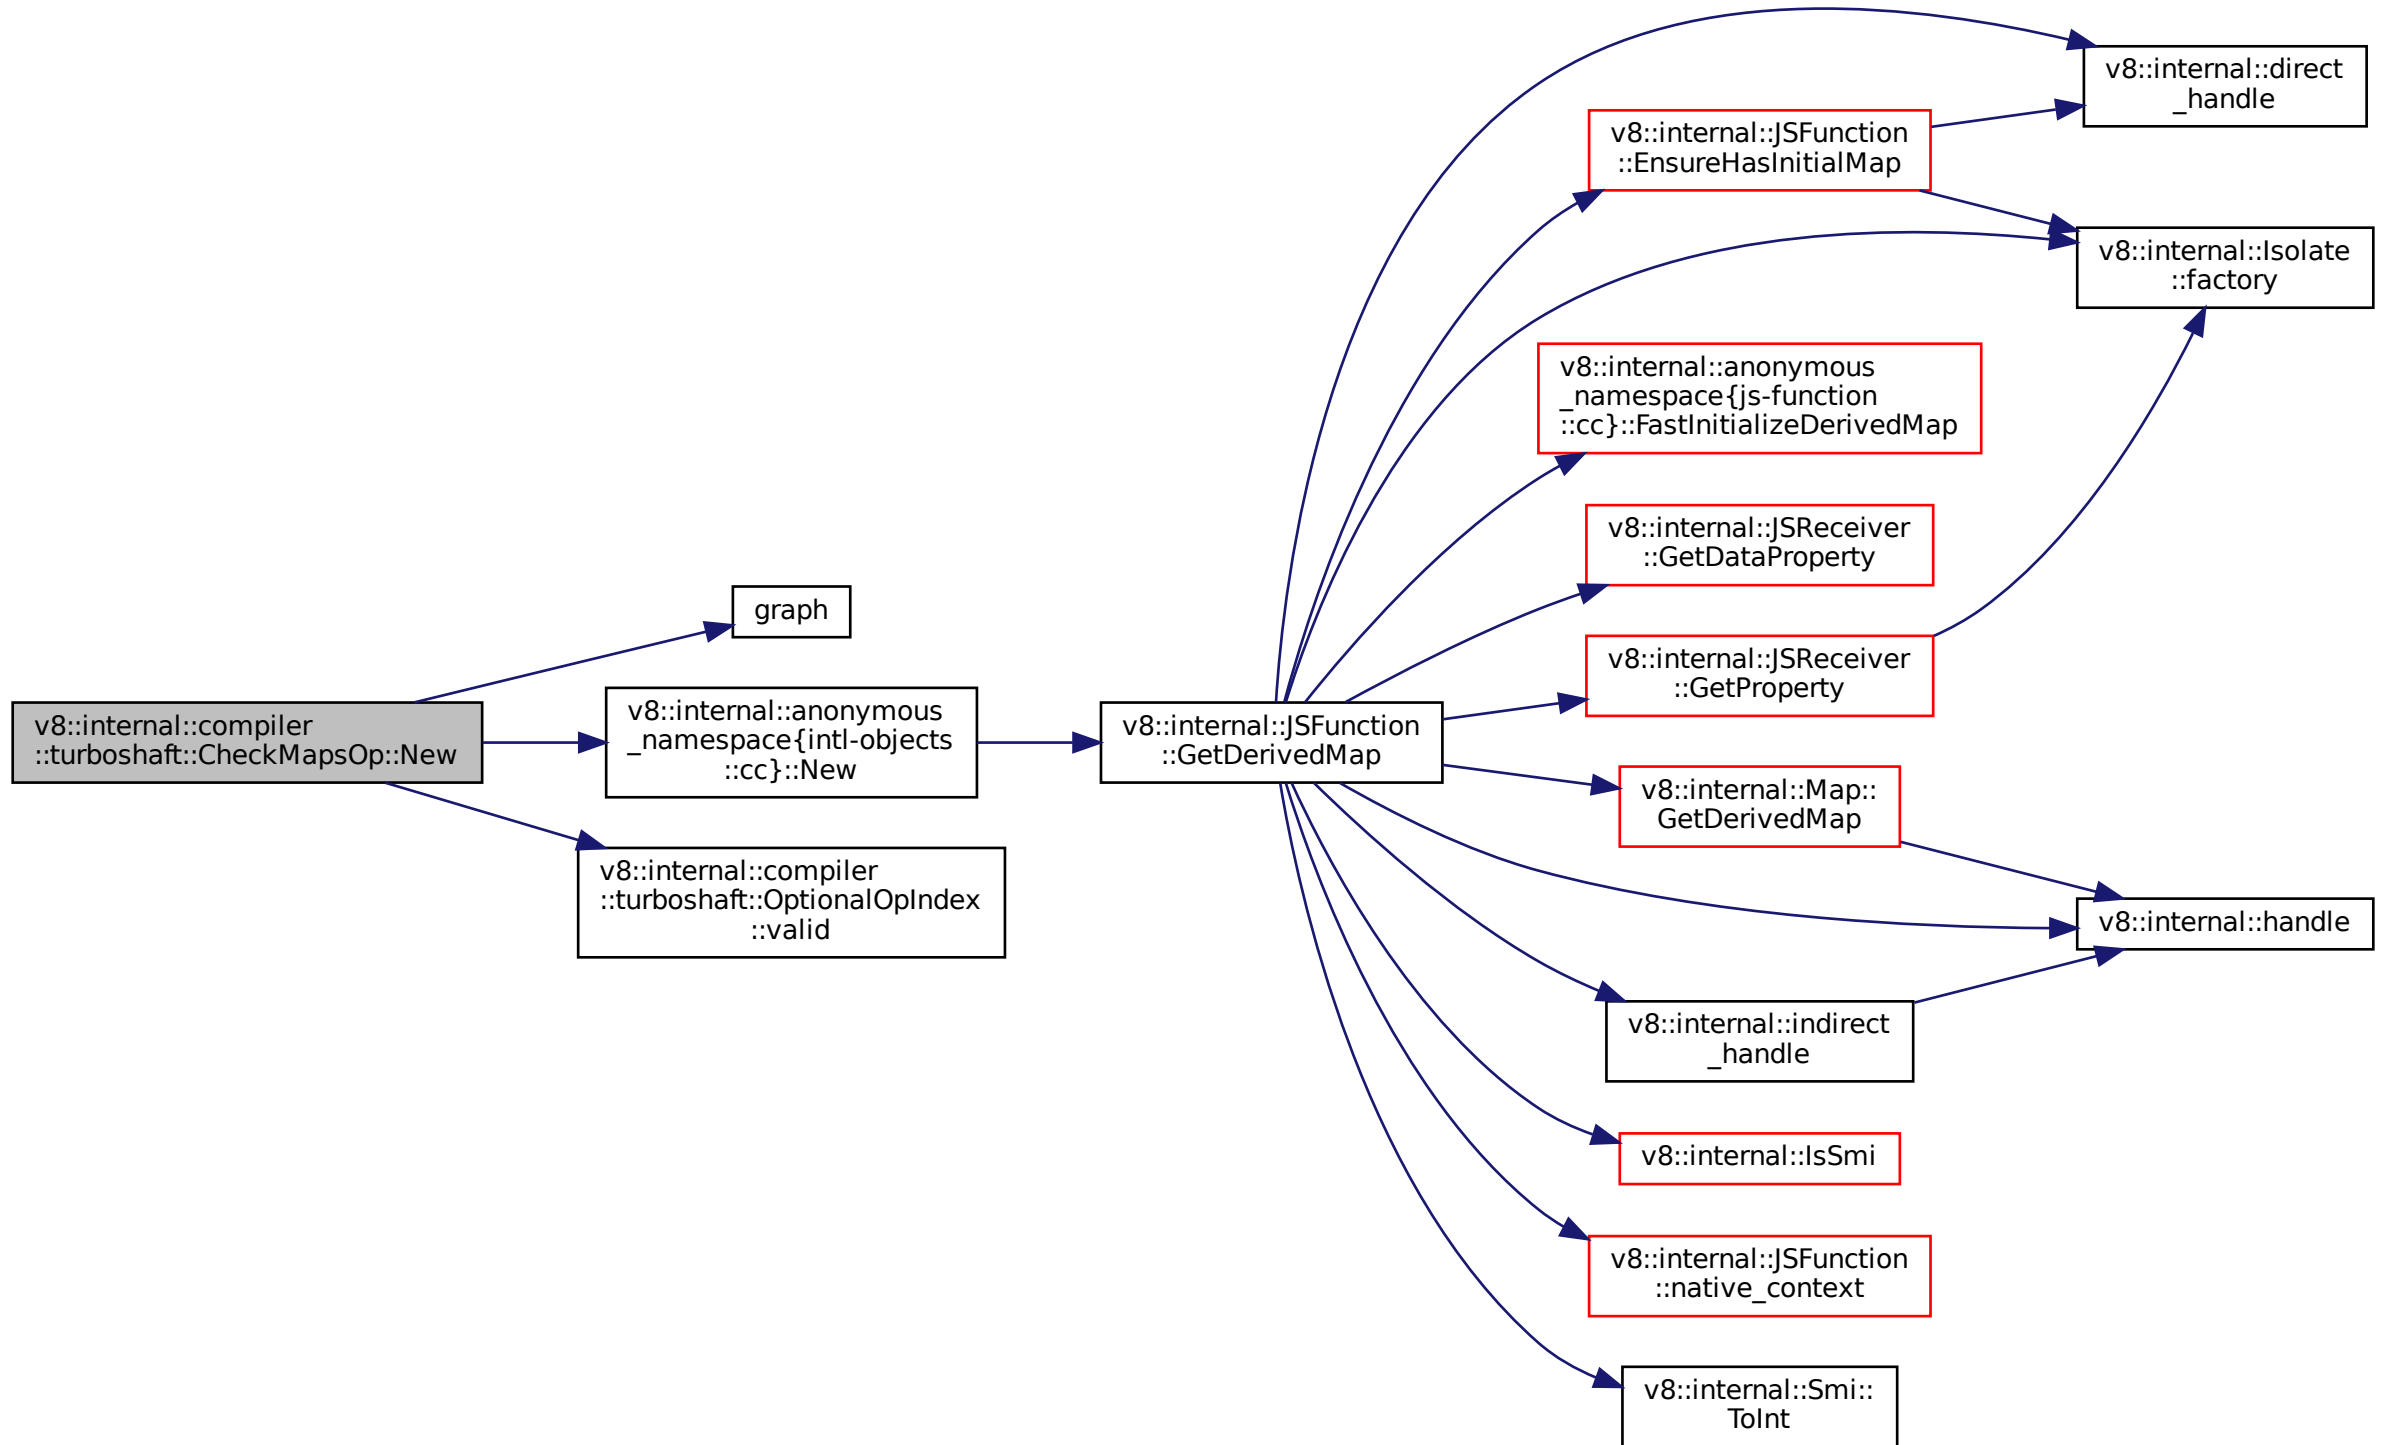 v8::internal::compiler
::turboshaft::CheckMapsOp::New
graph
v8::internal::anonymous
_namespace{intl-objects
::cc}::New
v8::internal::compiler
::turboshaft::OptionalOpIndex
::valid
v8::internal::JSFunction
::GetDerivedMap
v8::internal::direct
_handle
v8::internal::JSFunction
::EnsureHasInitialMap
v8::internal::Isolate
::factory
v8::internal::anonymous
_namespace{js-function
::cc}::FastInitializeDerivedMap
v8::internal::JSReceiver
::GetDataProperty
v8::internal::JSReceiver
::GetProperty
v8::internal::Map::
GetDerivedMap
v8::internal::handle
v8::internal::indirect
_handle
v8::internal::IsSmi
v8::internal::JSFunction
::native_context
v8::internal::Smi::
ToInt